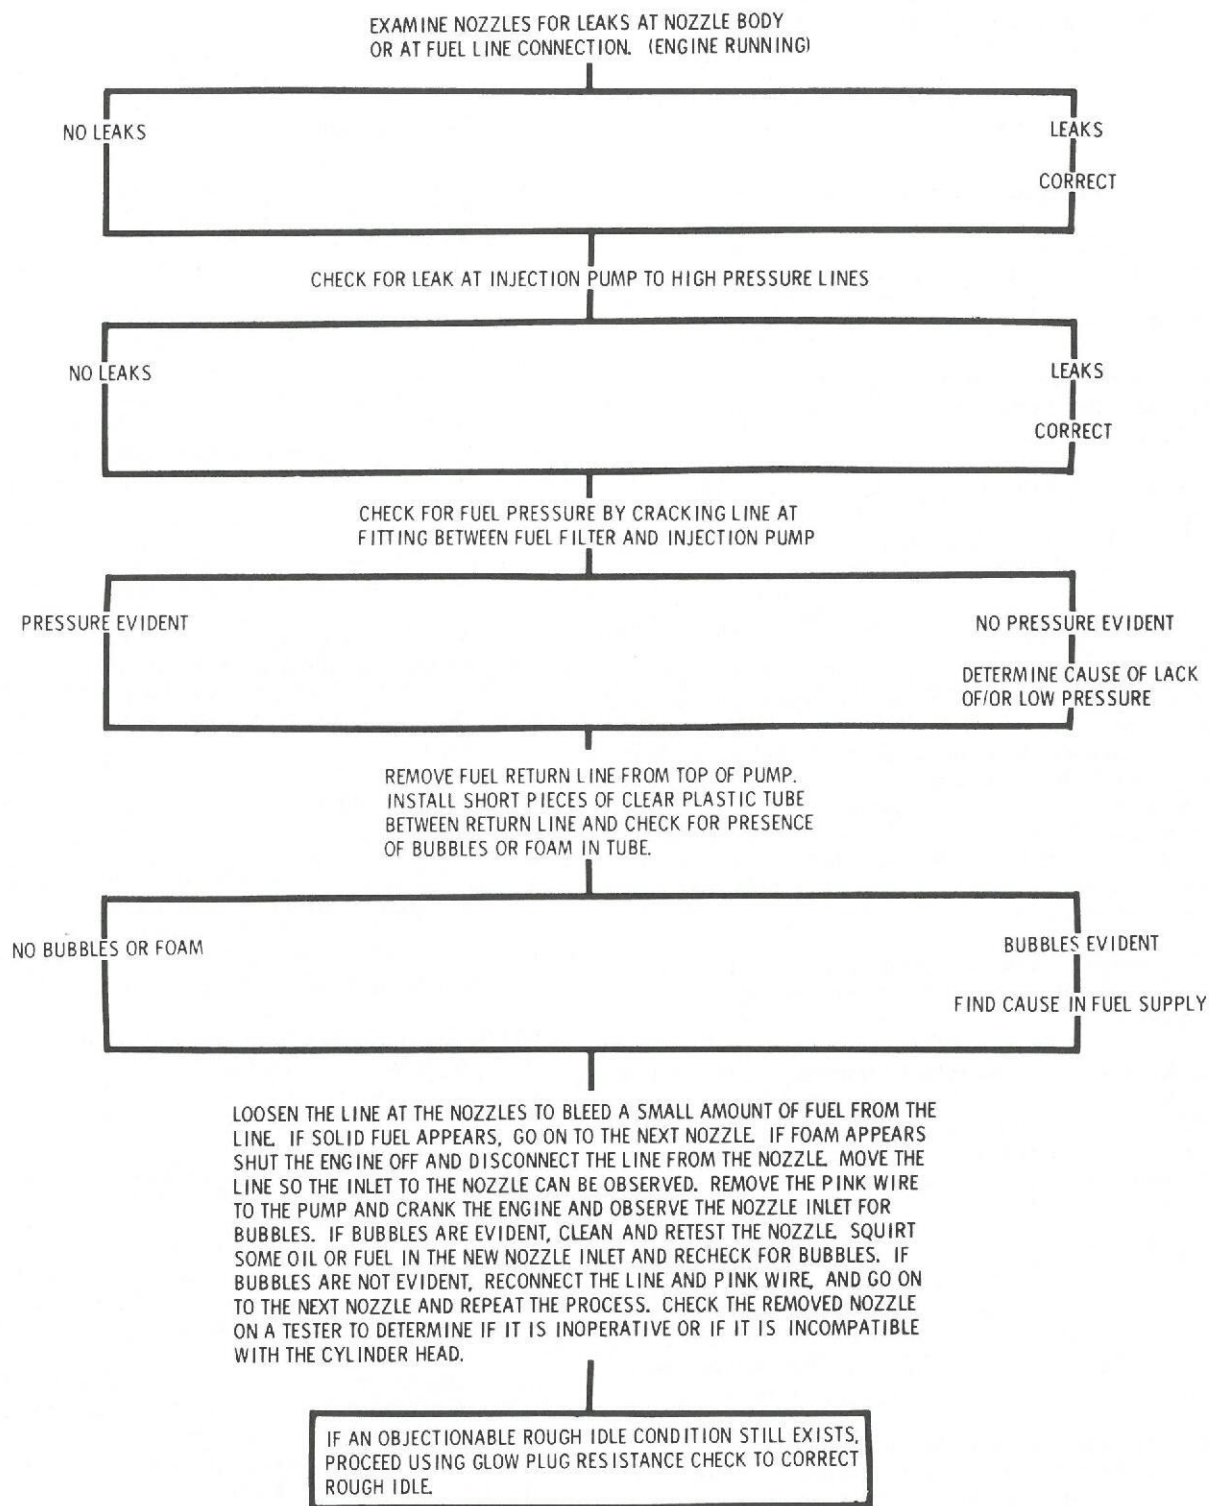 EXAMINE NOZZLES FOR LEAKS AT NOZZLE BODY
OR AT FUEL LINE CONNECTION. (ENGINE RUNNING)
NO LEAKS
LEAKS
CORRECT
CHECK FOR LEAK AT INJECTION PUMP TO HIGH PRESSURE LINES
NO LEAKS
LEAKS
CORRECT
CHECK FOR FUEL PRESSURE BY CRACKING LINE AT
FITTING BETWEEN FUEL FILTER AND INJECTION PUMP
PRESSURE EVIDENT
NO PRESSURE EVIDENT
DETERMINE CAUSE OF LACK
OF/OR LOW PRESSURE
REMOVE FUEL RETURN LINE FROM TOP OF PUMP.
INSTALL SHORT PIECES OF CLEAR PLASTIC TUBE
BETWEEN RETURN LINE AND CHECK FOR PRESENCE
OF BUBBLES OR FOAM IN TUBE.
NO BUBBLES OR FOAM
BUBBLES EVIDENT
FIND CAUSE IN FUEL SUPPLY
LOOSEN THE LINE AT THE NOZZLES TO BLEED A SMALL AMOUNT OF FUEL FROM THE
LINE. IF SOLID FUEL APPEARS, GO ON TO THE NEXT NOZZLE. IF FOAM APPEARS
SHUT THE ENGINE OFF AND DISCONNECT THE LINE FROM THE NOZZLE. MOVE THE
LINE SO THE INLET TO THE NOZZLE CAN BE OBSERVED. REMOVE THE PINK WIRE
TO THE PUMP AND CRANK THE ENGINE AND OBSERVE THE NOZZLE INLET FOR
BUBBLES. IF BUBBLES ARE EVIDENT, CLEAN AND RETEST THE NOZZLE. SQUIRT
SOME OIL OR FUEL IN THE NEW NOZZLE INLET AND RECHECK FOR BUBBLES. IF
BUBBLES ARE NOT EVIDENT, RECONNECT THE LINE AND PINK WIRE, AND GO ON
TO THE NEXT NOZZLE AND REPEAT THE PROCESS. CHECK THE REMOVED NOZZLE
ON A TESTER TO DETERMINE IF IT IS INOPERATIVE OR IF IT IS INCOMPATIBLE
WITH THE CYLINDER HEAD.
IF AN OBJECTIONABLE ROUGH IDLE CONDITION STILL EXISTS,
PROCEED USING GLOW PLUG RESISTANCE CHECK TO CORRECT
ROUGH IDLE.